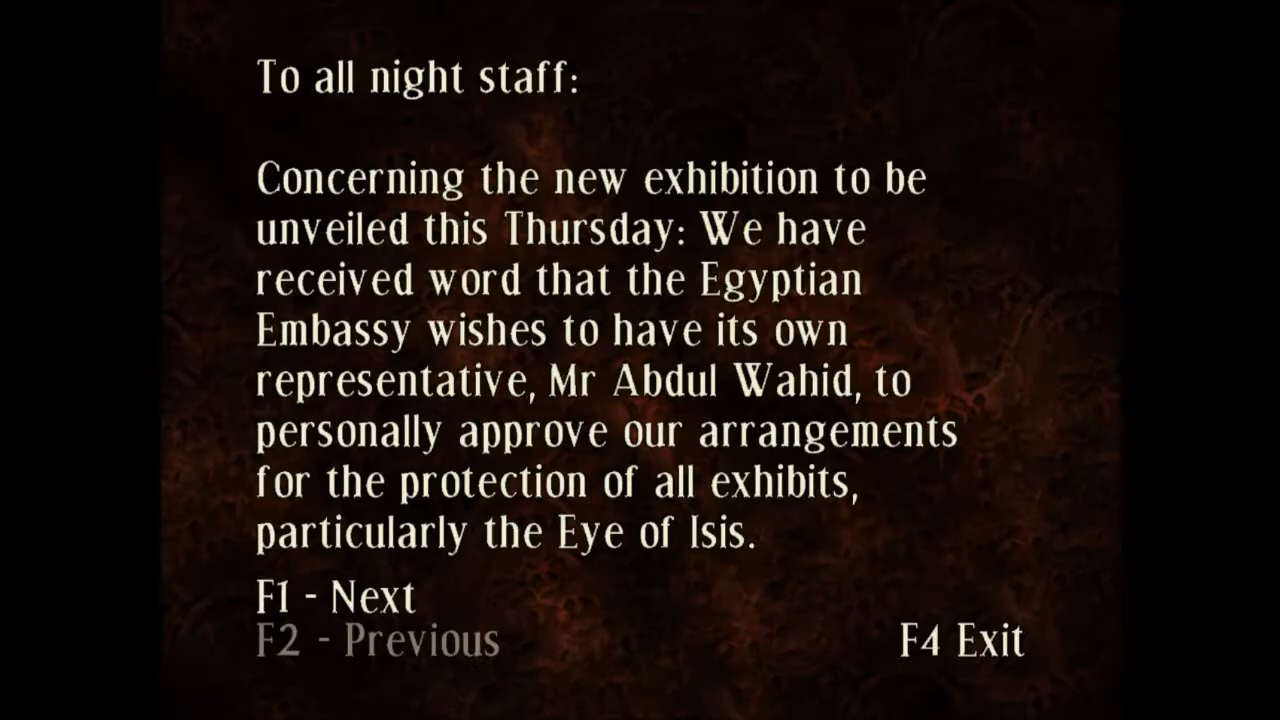 To all night staff:
Concerning the new exhibition to be
unveiled this Thursday: We have
received word that the Egyptian
Embassy wishes to have its own
representative, Mr Abdul Wahid, to
personally approve our arrangements
for the protection of all exhibits,
particularly the Eye of Isis.
F1 - Next
F2 - Previous
F4 Exit